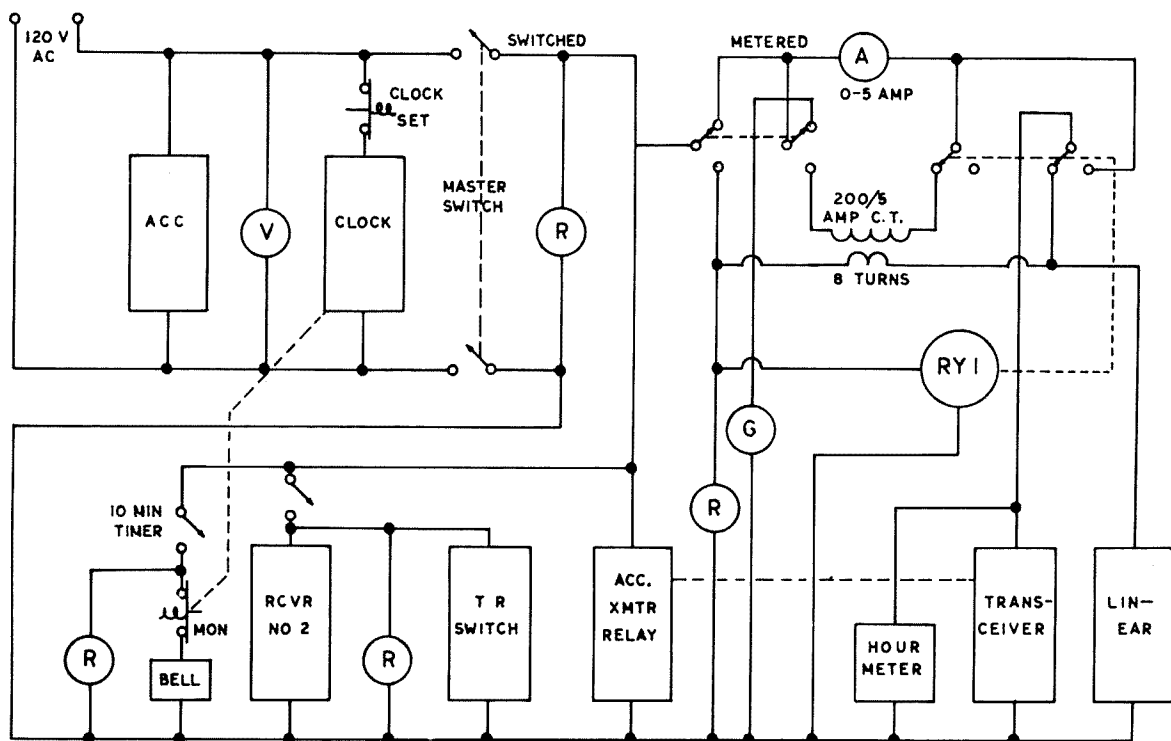 120 V
AC
SWITCHED
METERED
A
0-5 AMP
CLOCK
SET
ACC
V
CLOCK
MASTER
SWITCH
R
200/5
AMP C.T.
8 TURNS
RY1
G
10 MIN
TIMER
R
MON
BELL
R
RCVR
NO 2
R
T R
SWITCH
ACC.
XMTR
RELAY
HOUR
METER
TRANS-
CEIVER
LIN-
EAR